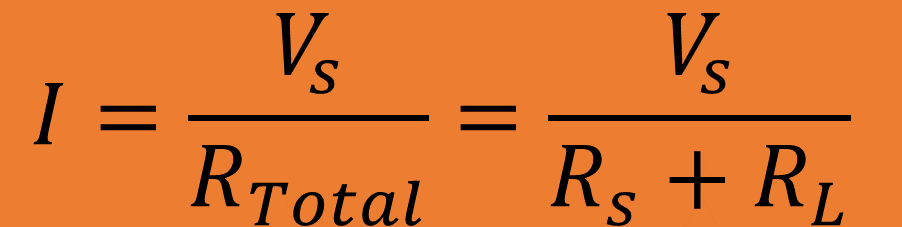 I = V_s / R_Total = V_s / (R_s + R_L)